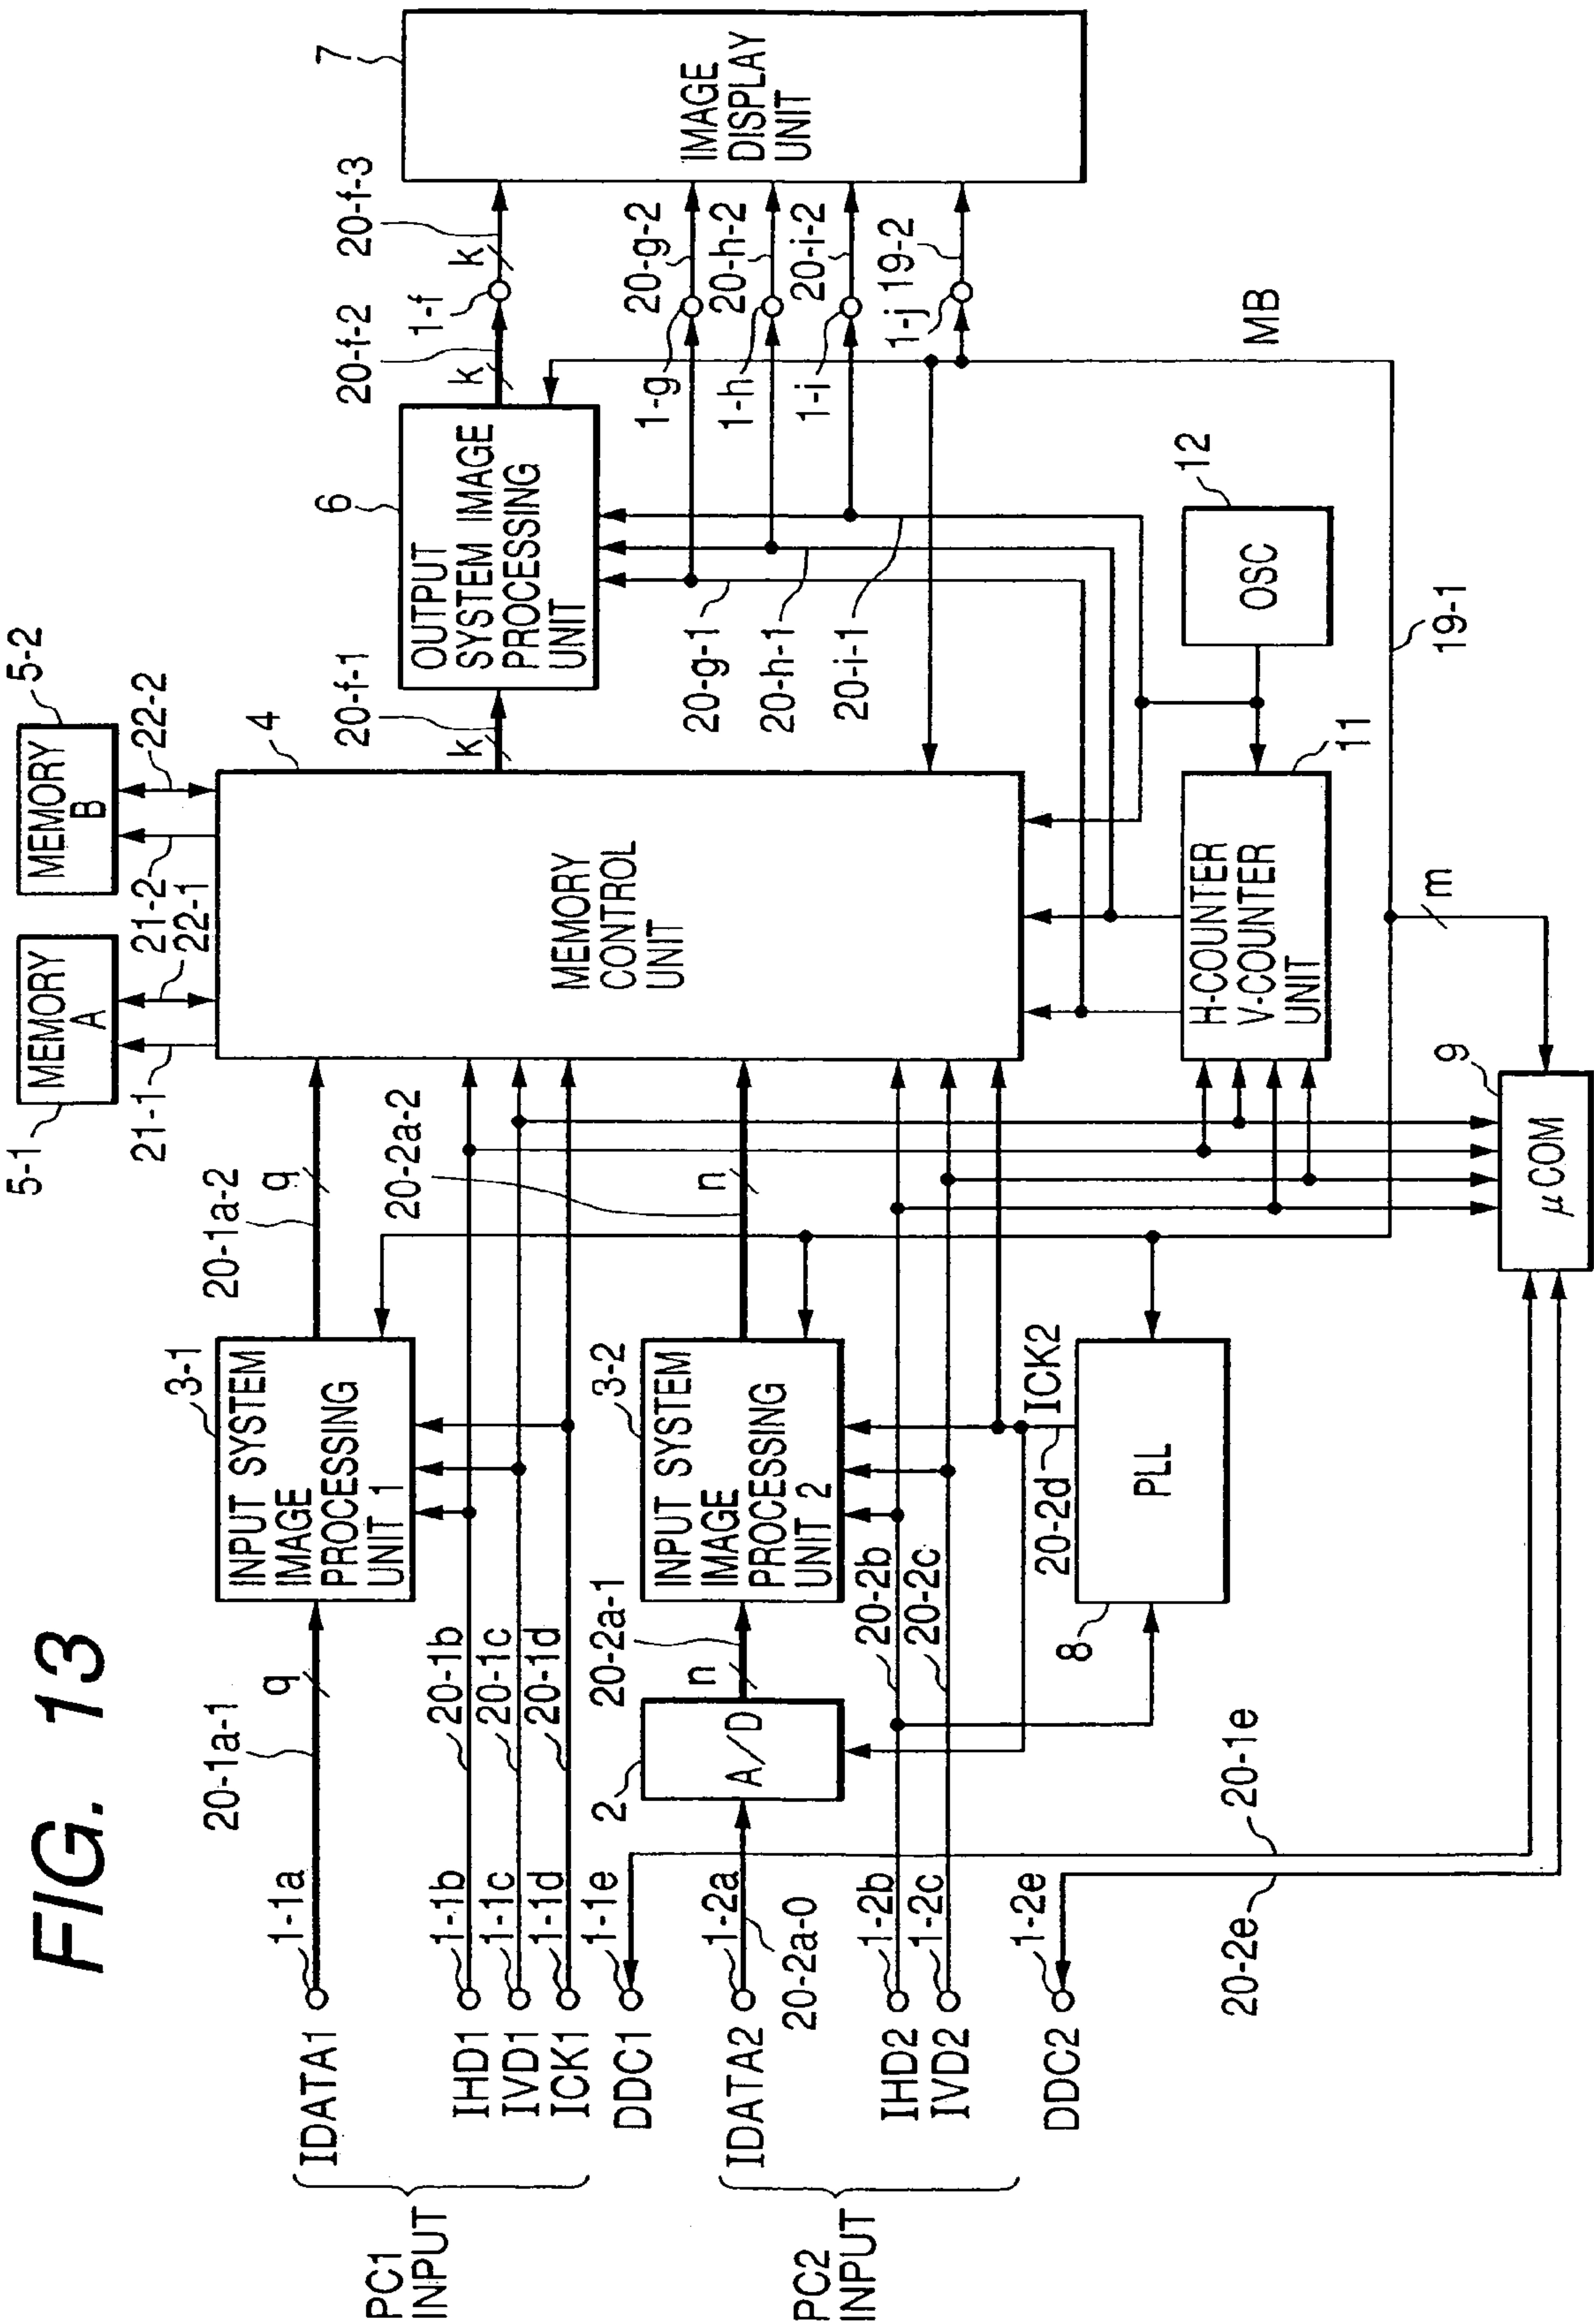 FIG. 13
PC1
INPUT
IDATA1
1-1a
20-1a-1
q
INPUT SYSTEM
IMAGE
PROCESSING
UNIT 1
3-1
20-1a-2
q
IHD1
1-1b
20-1b
IVD1
1-1c
20-1c
ICK1
1-1d
20-1d
DDC1
1-1e
PC2
INPUT
IDATA2
1-2a
20-2a-0
2
A/D
n
20-2a-1
INPUT SYSTEM
IMAGE
PROCESSING
UNIT 2
3-2
20-2a-2
n
IHD2
1-2b
20-2b
IVD2
1-2c
20-2c
20-2d
ICK2
8
PLL
DDC2
1-2e
20-2e
20-1e
5-1
MEMORY
A
21-1
22-1
5-2
MEMORY
B
21-2
22-2
MEMORY
CONTROL
UNIT
4
20-f-1
k
OUTPUT
SYSTEM IMAGE
PROCESSING
UNIT
6
20-f-2
k
1-f
20-f-3
k
IMAGE
DISPLAY
UNIT
7
20-g-1
1-g
20-g-2
20-h-1
1-h
20-h-2
20-i-1
1-i
20-i-2
1-j
19-2
MB
H-COUNTER
V-COUNTER
UNIT
11
OSC
12
19-1
m
9
μCOM